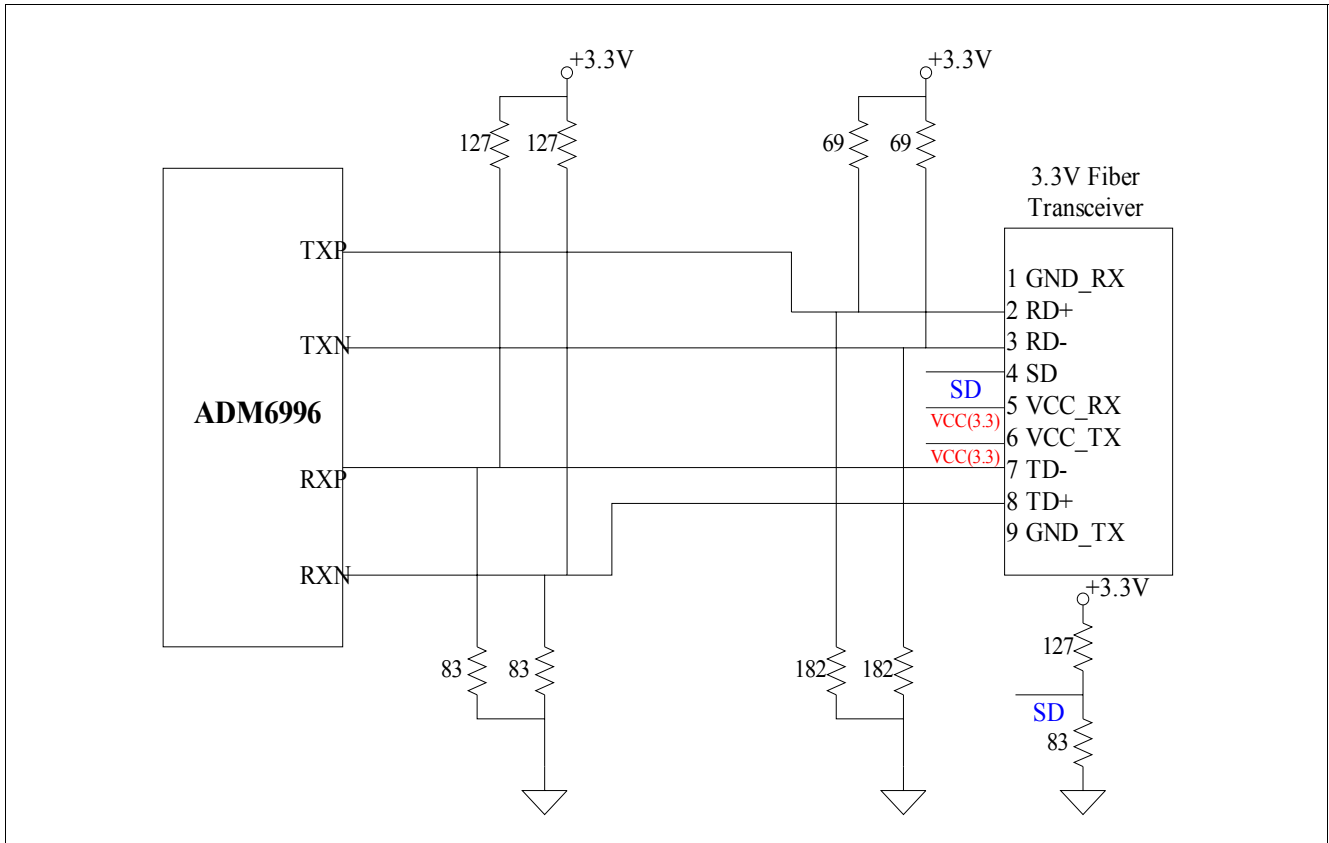 +3.3V
+3.3V
127
127
69
69
3.3V Fiber
Transceiver
TXP
TXN
ADM6996
RXP
RXN
1 GND_RX
2 RD+
3 RD-
4 SD
5 VCC_RX
6 VCC_TX
7 TD-
8 TD+
9 GND_TX
SD
VCC(3.3)
VCC(3.3)
+3.3V
127
SD
83
83
83
182
182